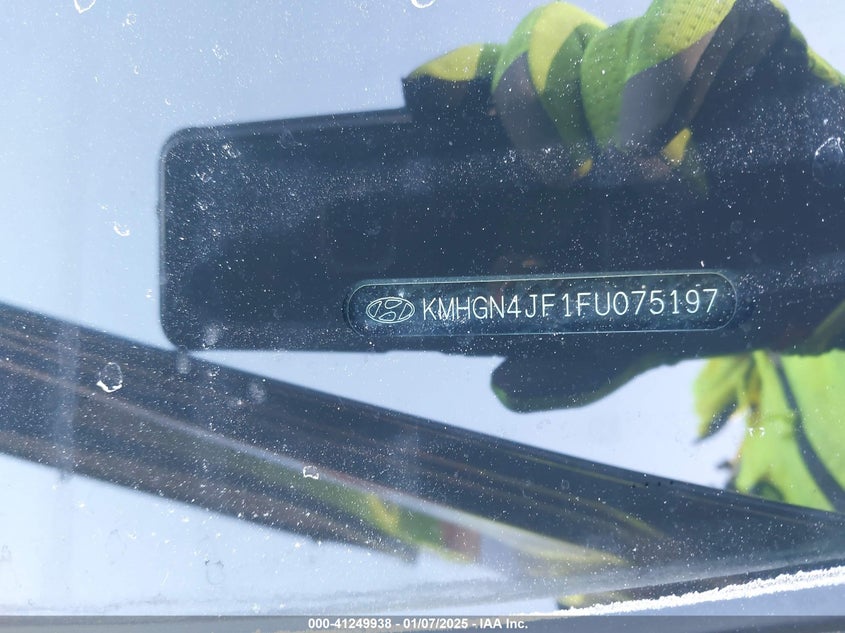 KMHGN4JF1FU075197
000-41249938 - 01/07/2025 - IAA Inc.